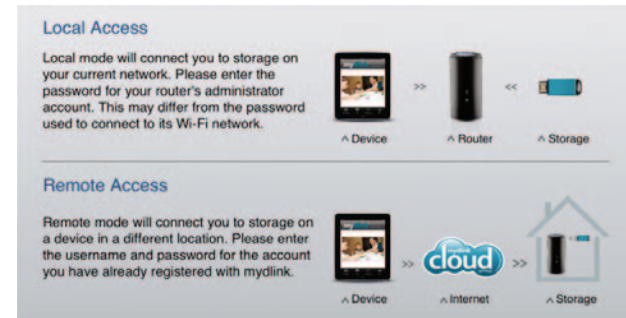 Local Access
Local mode will connect you to storage on
your current network. Please enter the
password for your router's administrator
account. This may differ from the password
used to connect to its Wi-Fi network.
>> <<
^ Device ^ Router ^ Storage
Remote Access
Remote mode will connect you to storage on
a device in a different location. Please enter
the username and password for the account
you have already registered with mydlink.
mydlink
cloud
>> >>
^ Device ^ Internet ^ Storage